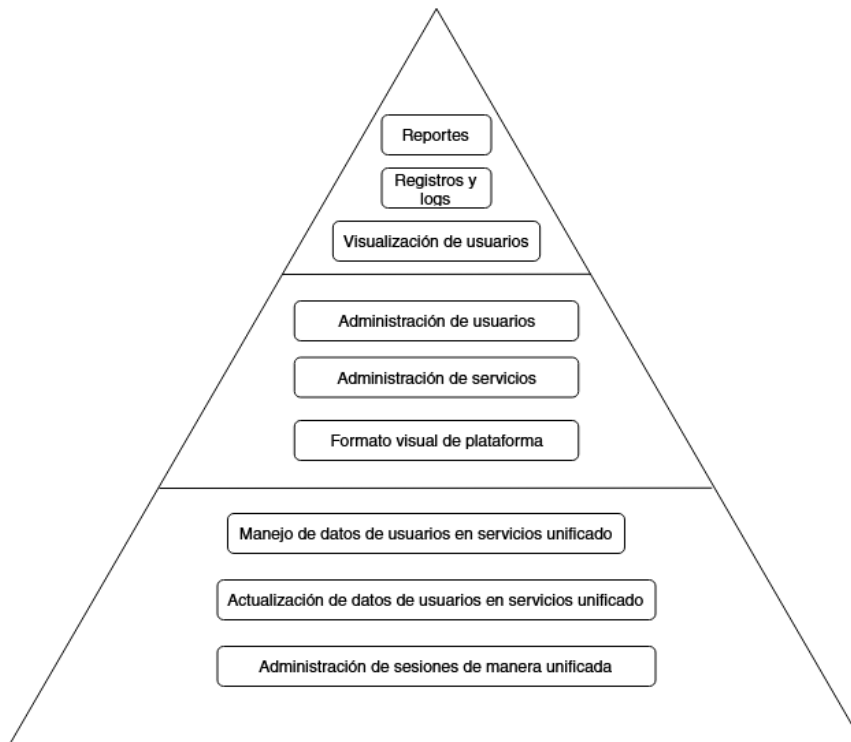 Reportes
Registros y
logs
Visualización de usuarios
Administración de usuarios
Administración de servicios
Formato visual de plataforma
Manejo de datos de usuarios en servicios unificado
Actualización de datos de usuarios en servicios unificado
Administración de sesiones de manera unificada